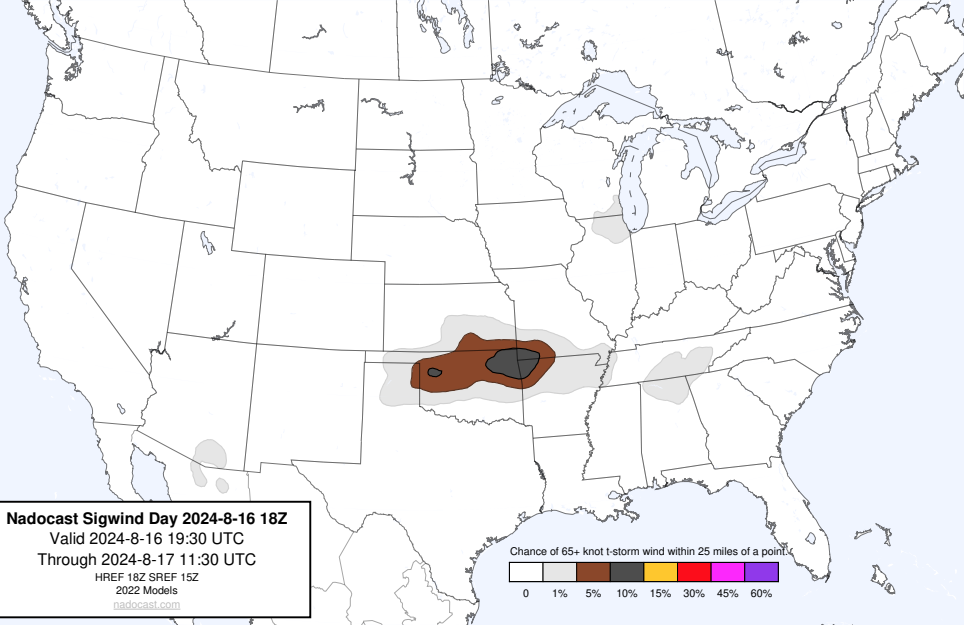 Nadocast Sigwind Day 2024-8-16 18Z
Valid 2024-8-16 19:30 UTC
Through 2024-8-17 11:30 UTC
HREF 18Z SREF 15Z
2022 Models
nadocast.com
Chance of 65+ knot t-storm wind within 25 miles of a point.
0 1% 5% 10% 15% 30% 45% 60%